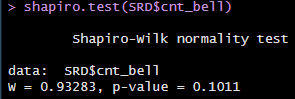 > shapiro.test(SRD$cnt_bell)
Shapiro-Wilk normality test
data:  SRD$cnt_bell
W = 0.93283, p-value = 0.1011